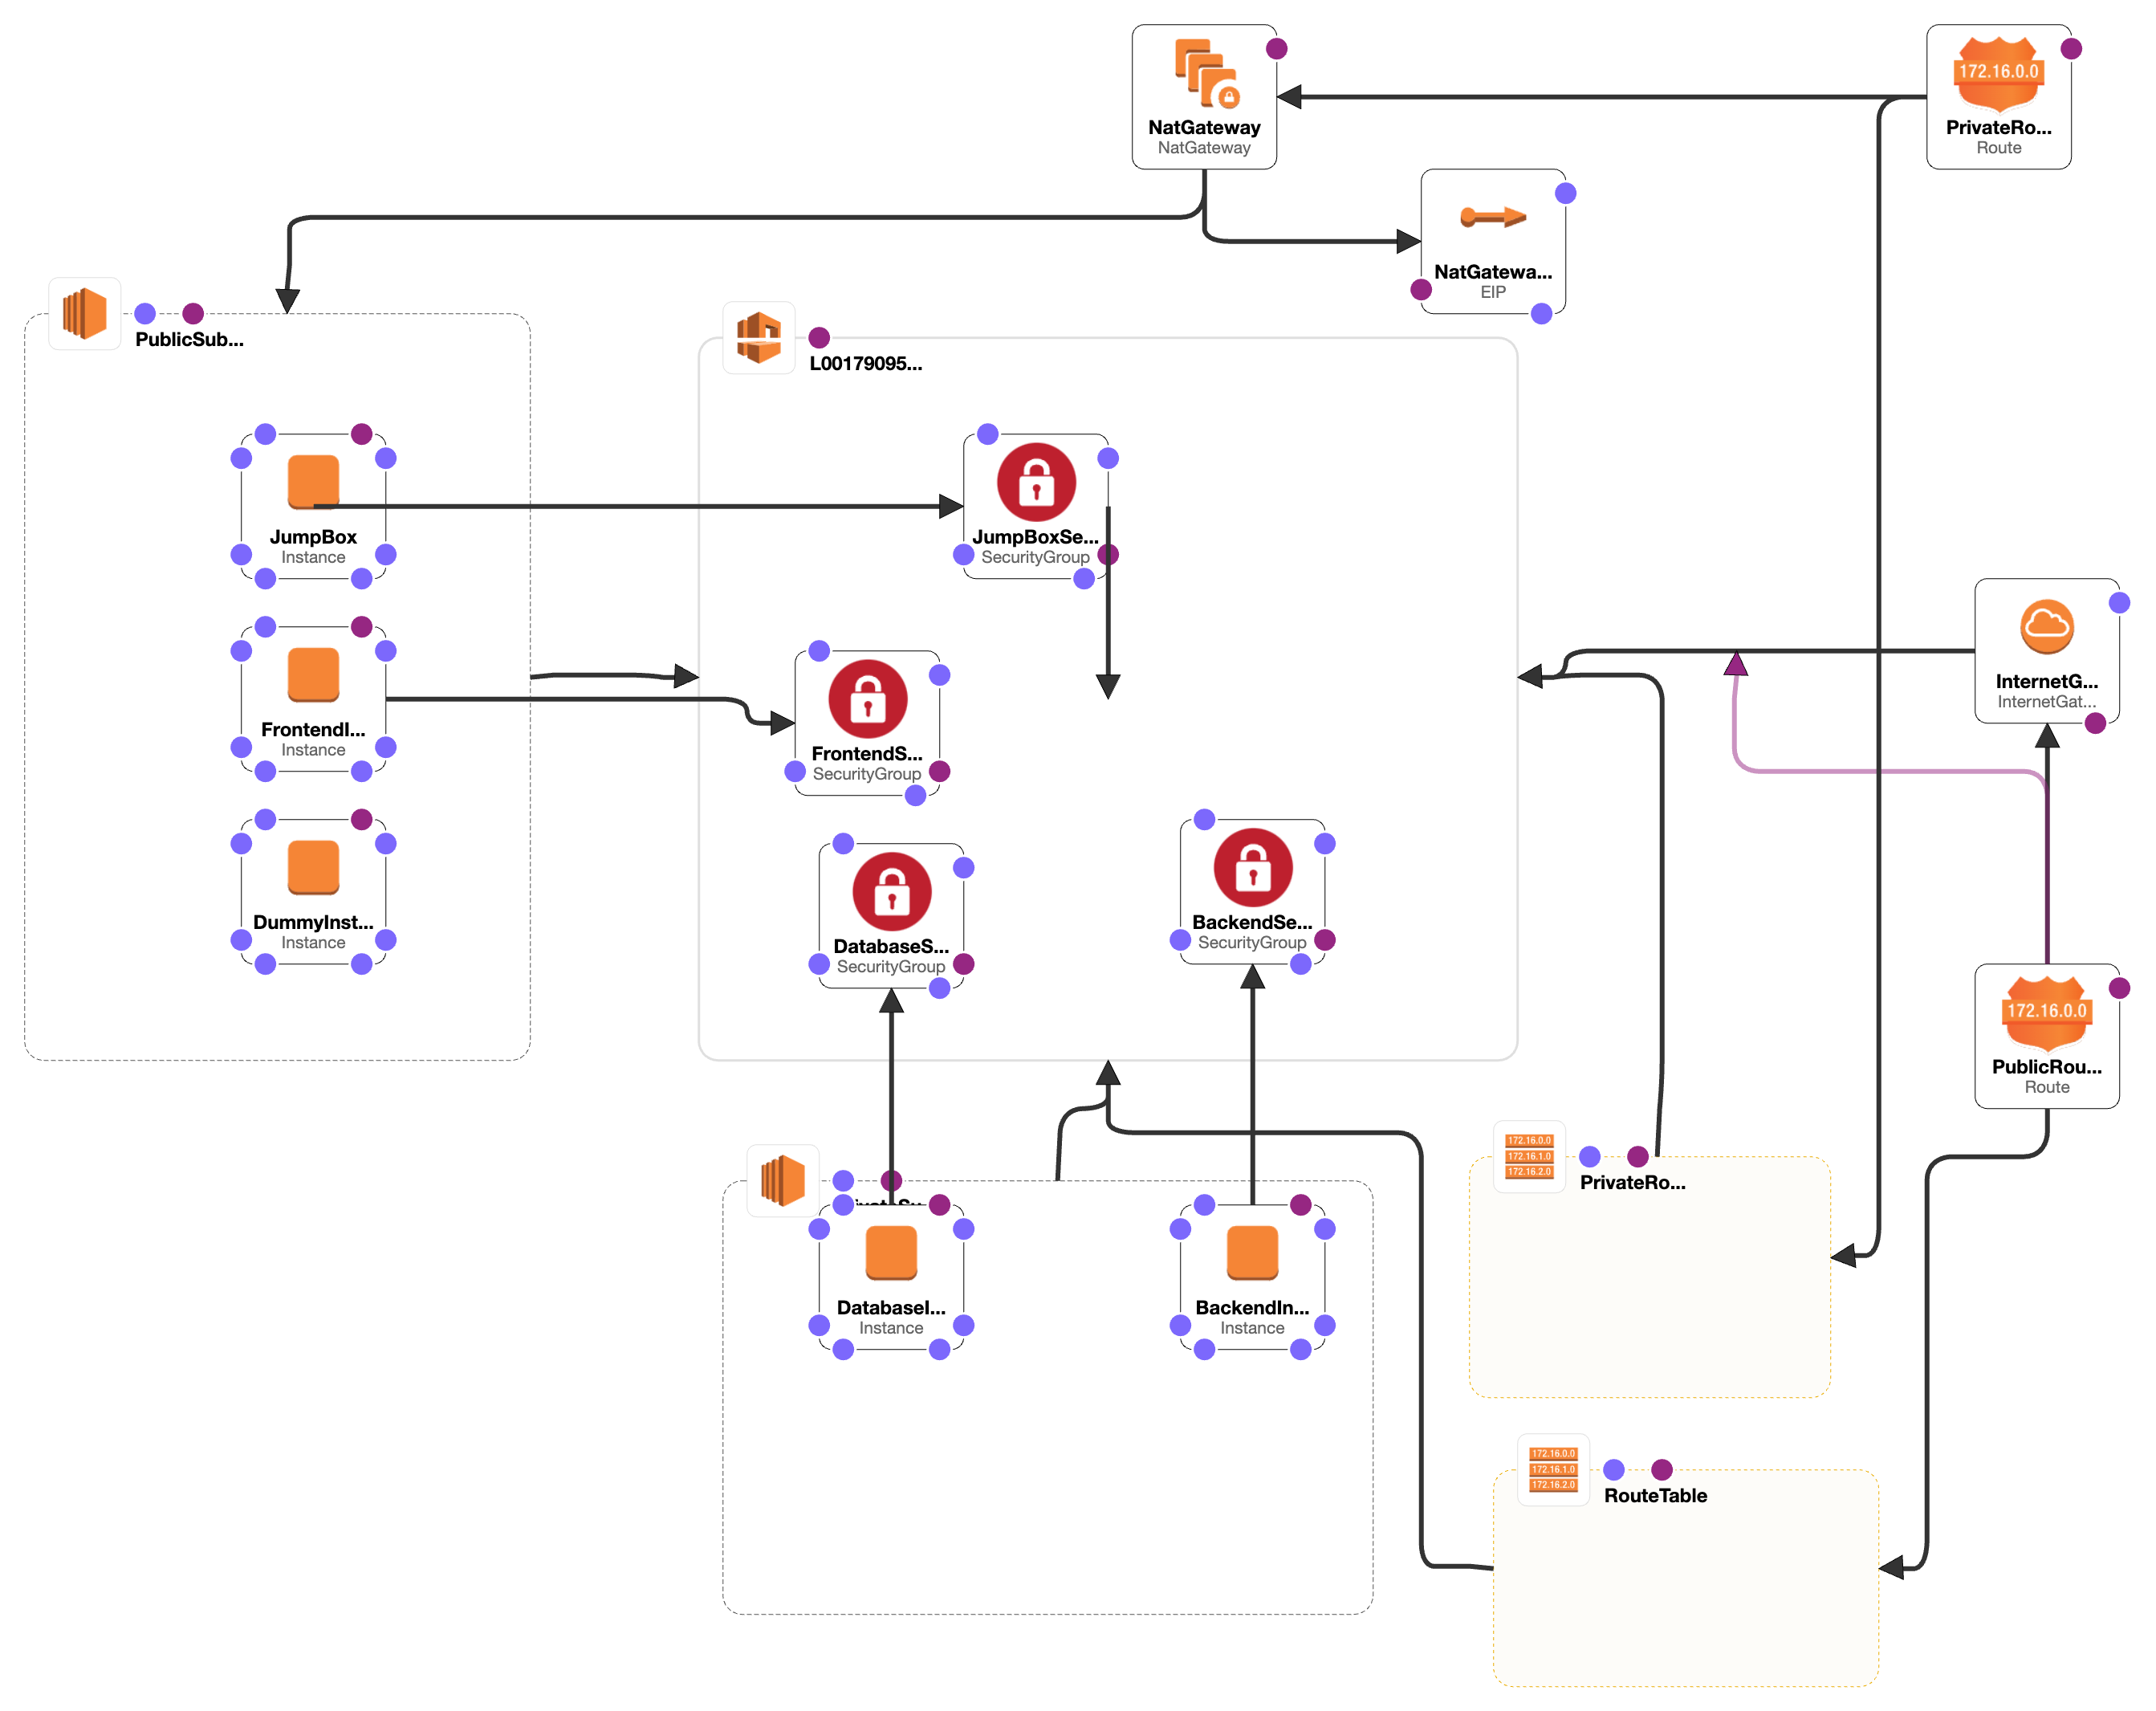 172.16.0.0
NatGateway
NatGateway
PrivateRo...
Route
NatGatewa...
EIP
PublicSub...
L00179095...
JumpBox
Instance
JumpBoxSe...
SecurityGroup
InternetG...
InternetGat...
FrontendI...
Instance
FrontendS...
SecurityGroup
DummyInst...
Instance
DatabaseS...
SecurityGroup
BackendSe...
SecurityGroup
172.16.0.0
PublicRou...
Route
172.16.0.0
172.16.1.0
172.16.2.0
PrivateRo...
DatabaseI...
Instance
BackendIn...
Instance
172.16.0.0
172.16.1.0
172.16.2.0
RouteTable